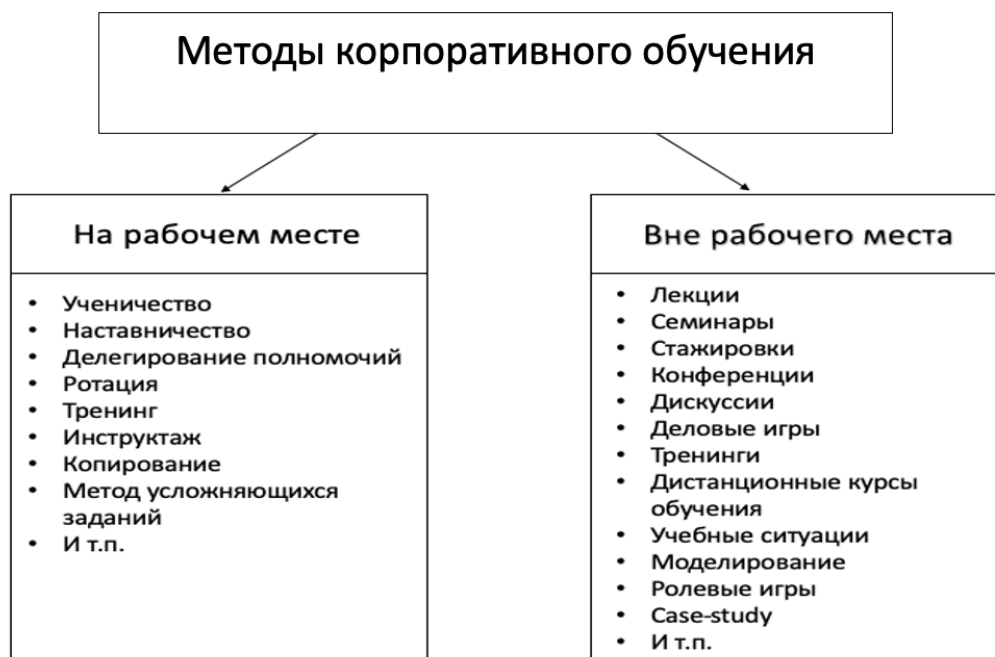 Методы корпоративного обучения
На рабочем месте
• Ученичество
• Наставничество
• Делегирование полномочий
• Ротация
• Тренинг
• Инструктаж
• Копирование
• Метод усложняющихся
заданий
• И т.п.
Вне рабочего места
• Лекции
• Семинары
• Стажировки
• Конференции
• Дискуссии
• Деловые игры
• Тренинги
• Дистанционные курсы
обучения
• Учебные ситуации
• Моделирование
• Ролевые игры
• Case-study
• И т.п.